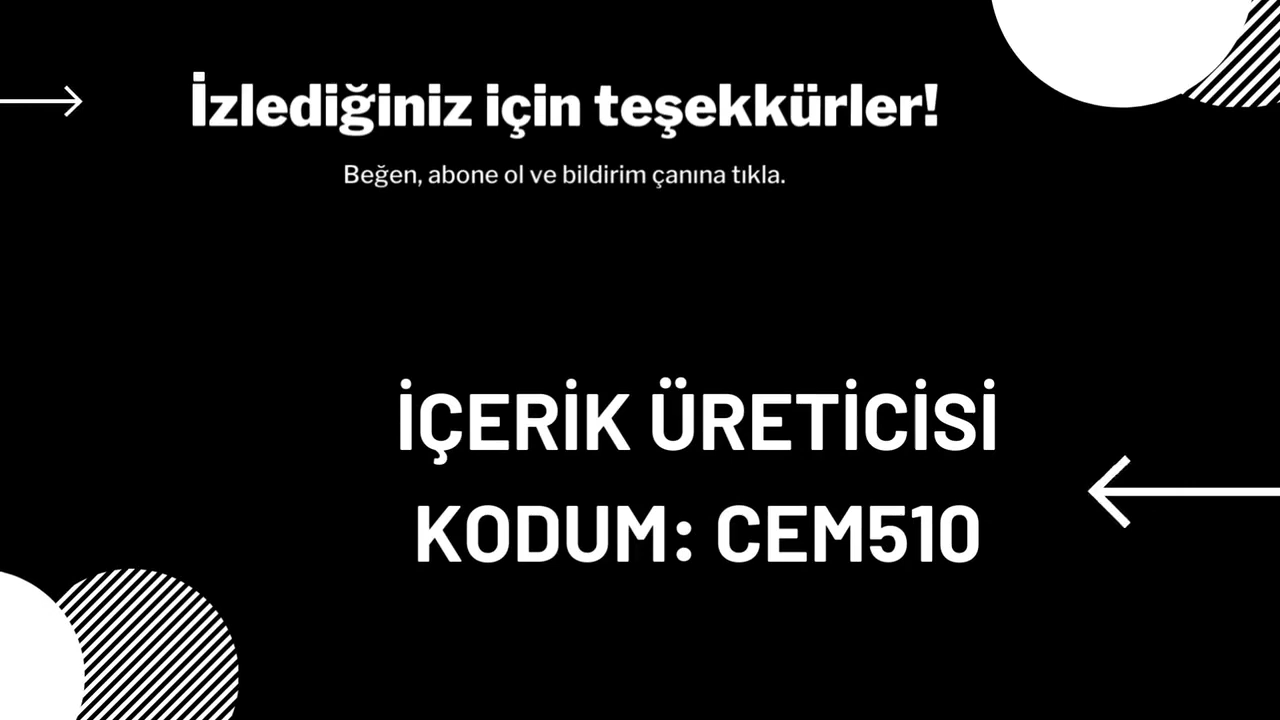 İzlediğiniz için teşekkürler!
Beğen, abone ol ve bildirim çanına tıkla.
İÇERİK ÜRETİCİSİ
KODUM: CEM510